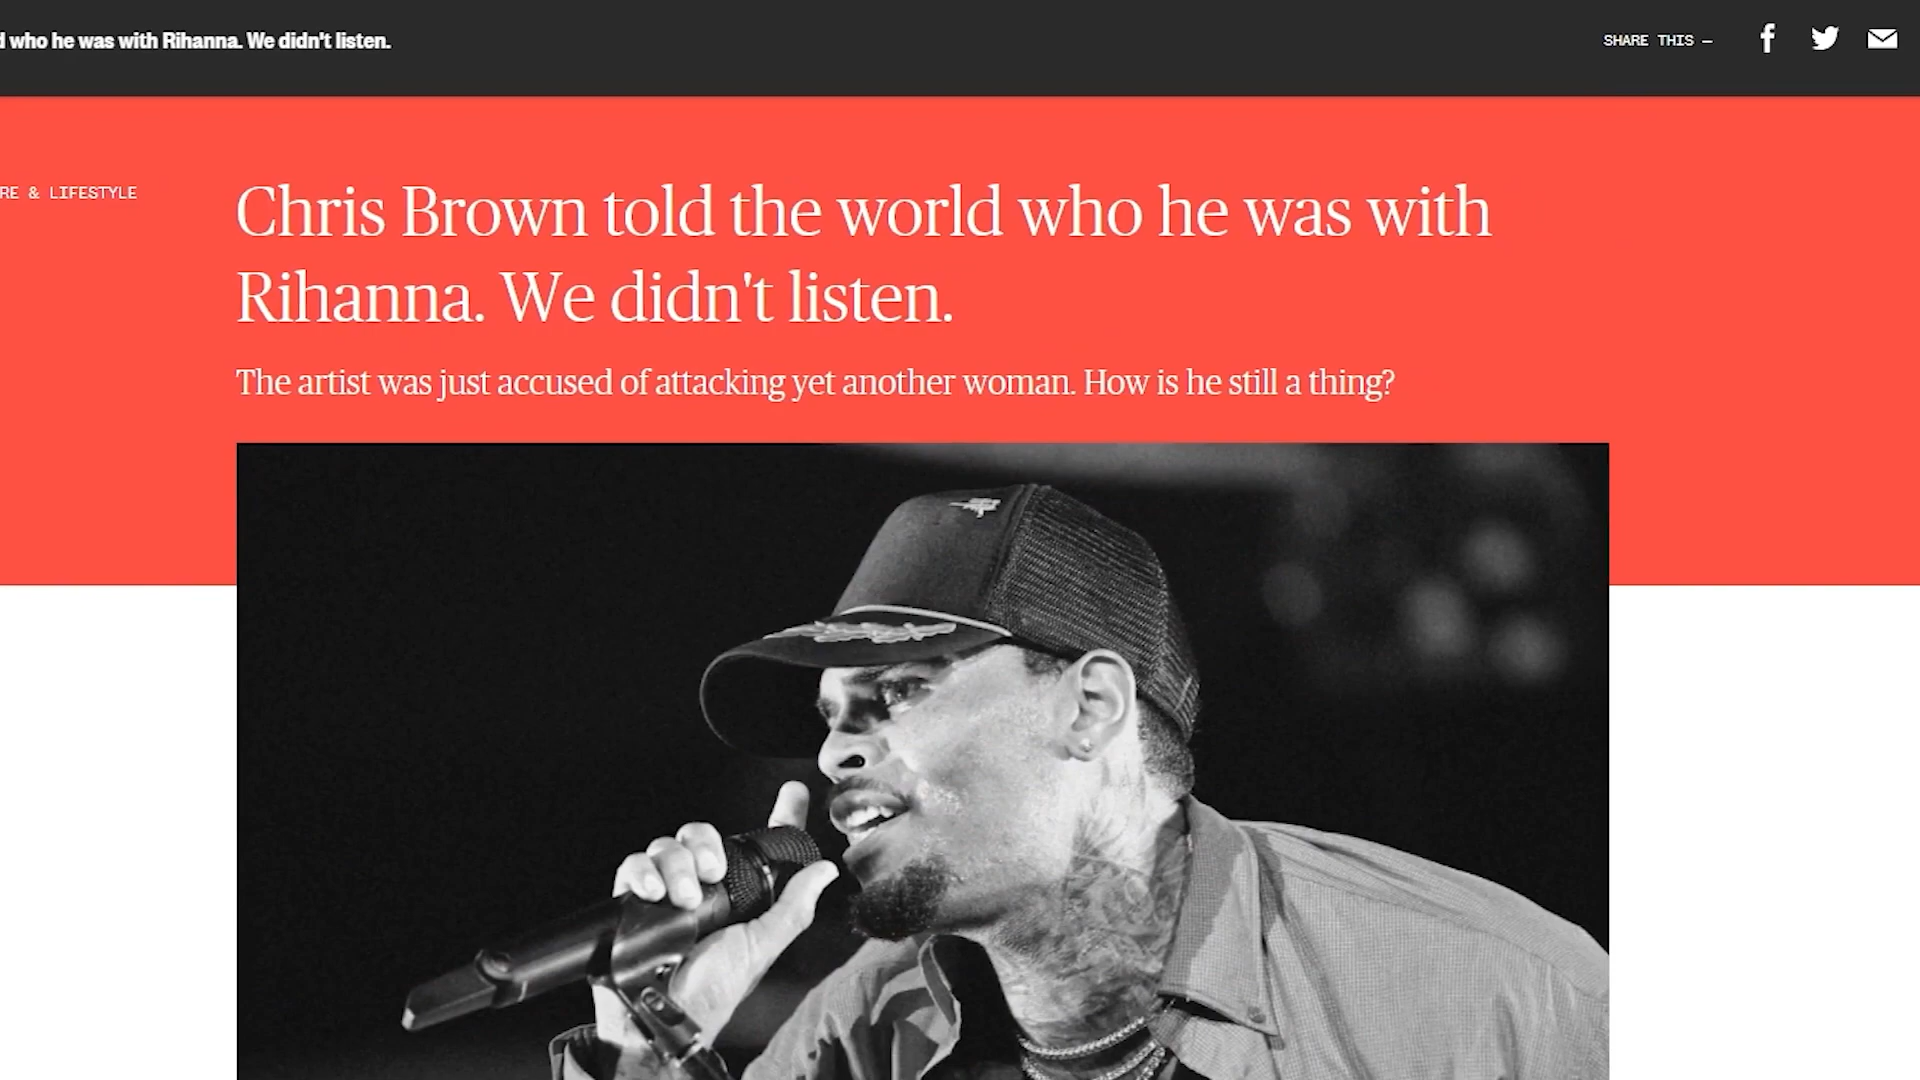 who he was with Rihanna. We didn't listen.
SHARE THIS —
RE & LIFESTYLE
Chris Brown told the world who he was with
Rihanna. We didn't listen.
The artist was just accused of attacking yet another woman. How is he still a thing?